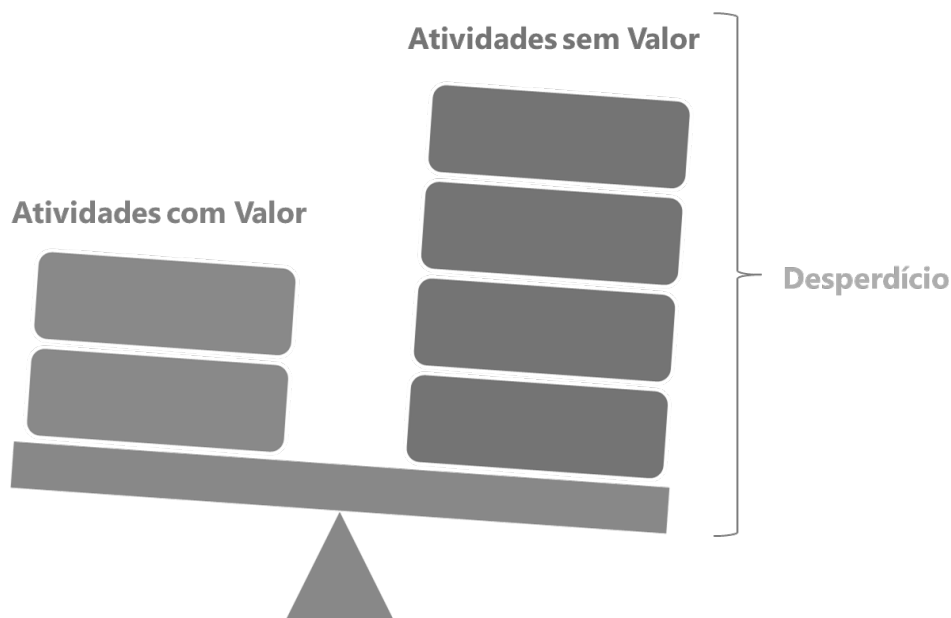 Atividades sem Valor
Atividades com Valor
Desperdício